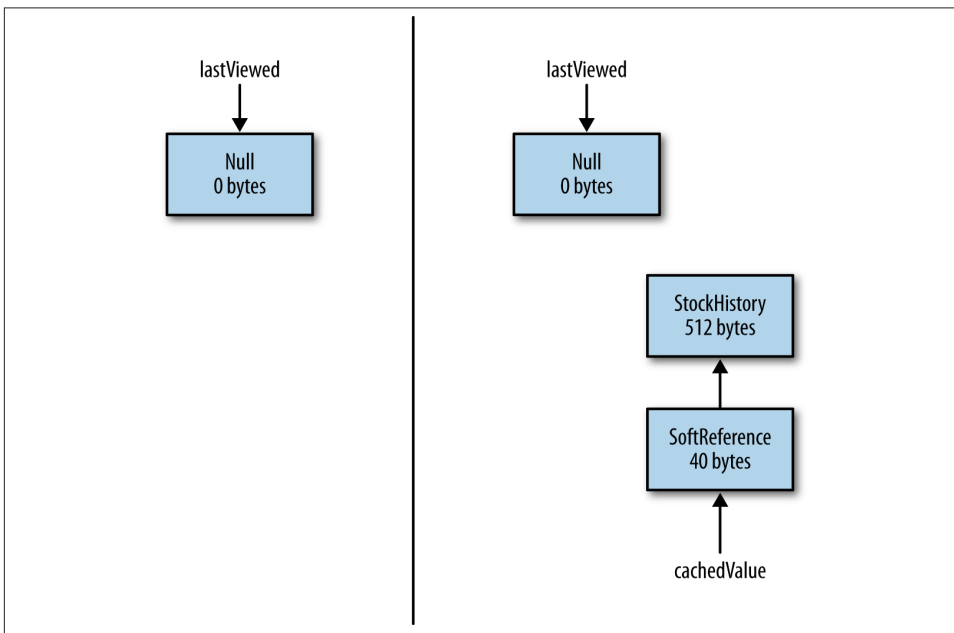 lastViewed
Null
0 bytes
lastViewed
Null
0 bytes
StockHistory
512 bytes
SoftReference
40 bytes
cachedValue